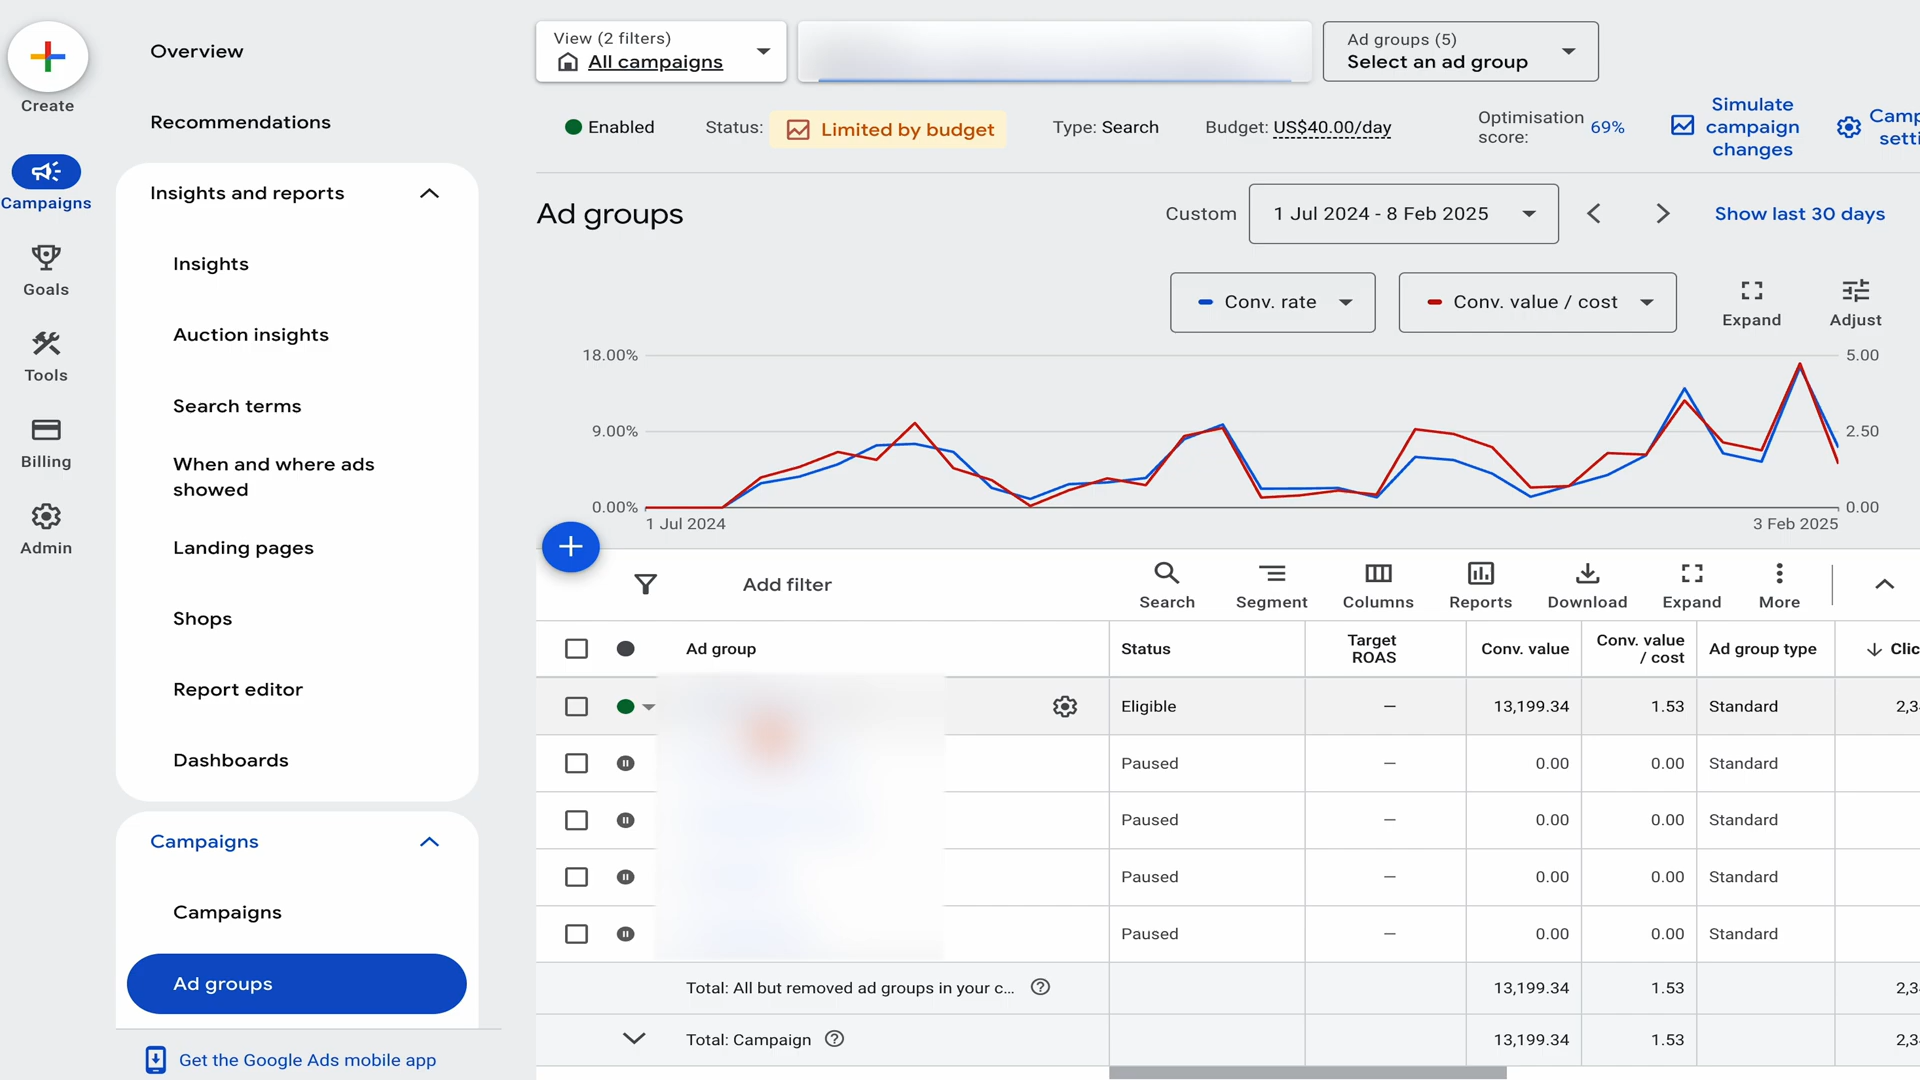 Create
Campaigns
Goals
Tools
Billing
Admin
Overview
Recommendations
Insights and reports
Insights
Auction insights
Search terms
When and where ads
showed
Landing pages
Shops
Report editor
Dashboards
Campaigns
Campaigns
Ad groups
Get the Google Ads mobile app
View (2 filters)
All campaigns
Ad groups (5)
Select an ad group
Enabled
Status:
Limited by budget
Type: Search
Budget: US$40.00/day
Optimisation
score:
69%
Simulate
campaign
changes
Camp
setti
Ad groups
Custom
1 Jul 2024 - 8 Feb 2025
Show last 30 days
Conv. rate
Conv. value / cost
Expand
Adjust
18.00%
9.00%
0.00%
5.00
2.50
0.00
1 Jul 2024
3 Feb 2025
Add filter
Search
Segment
Columns
Reports
Download
Expand
More
Ad group
Status
Target
ROAS
Conv. value
Conv. value
/ cost
Ad group type
Clic
Eligible — 13,199.34 1.53 Standard 2,3
Paused — 0.00 0.00 Standard
Paused — 0.00 0.00 Standard
Paused — 0.00 0.00 Standard
Paused — 0.00 0.00 Standard
Total: All but removed ad groups in your c... 13,199.34 1.53 2,3
Total: Campaign 13,199.34 1.53 2,3